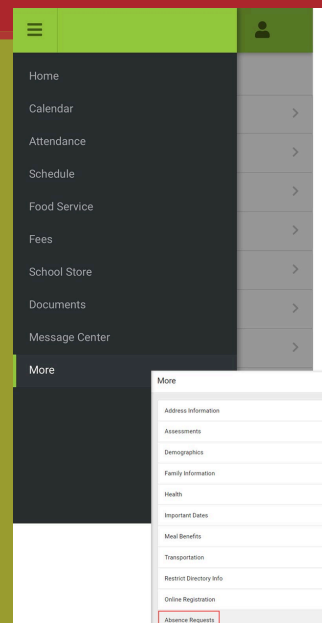 Home
Calendar
Attendance
Schedule
Food Service
Fees
School Store
Documents
Message Center
More
More
Address Information
Assessments
Demographics
Family Information
Health
Important Dates
Meal Benefits
Transportation
Restrict Directory Info
Online Registration
Absence Requests